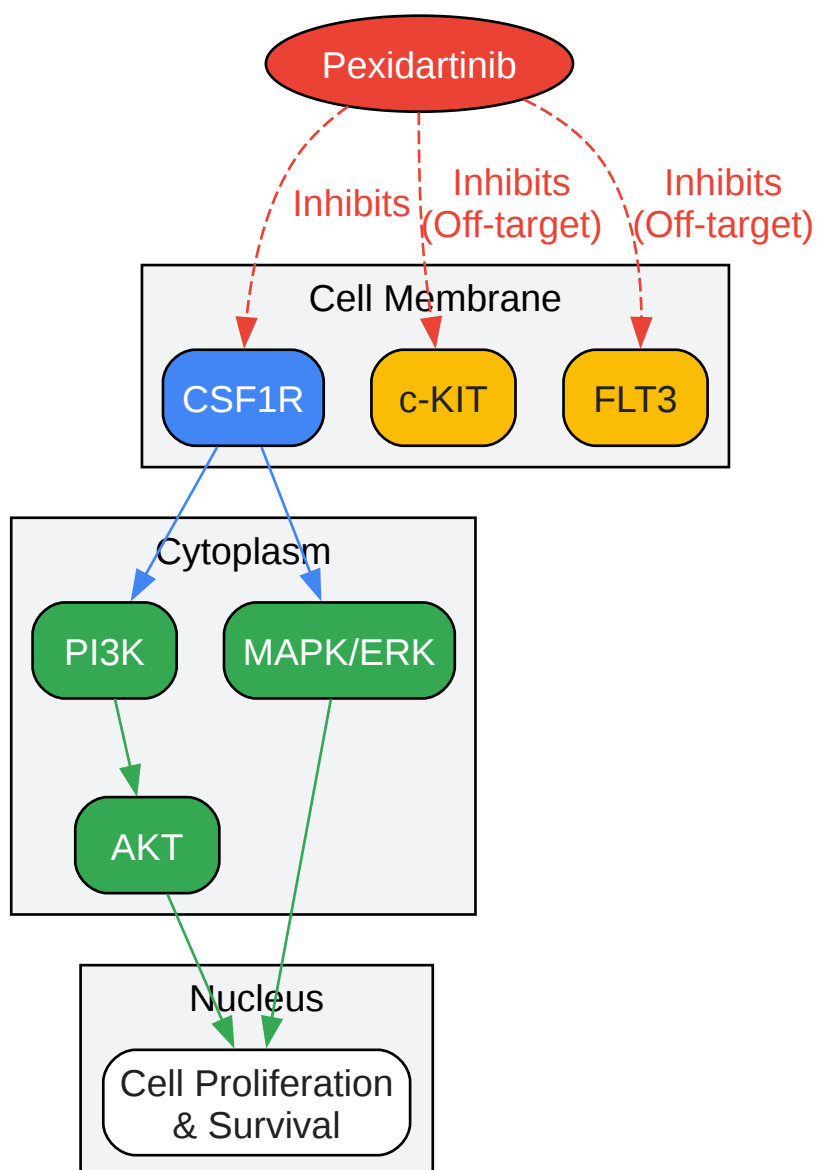 Pexidartinib
Inhibits
Inhibits
(Off-target)
Inhibits
(Off-target)
Cell Membrane
CSF1R
c-KIT
FLT3
Cytoplasm
PI3K
MAPK/ERK
AKT
Nucleus
Cell Proliferation
& Survival